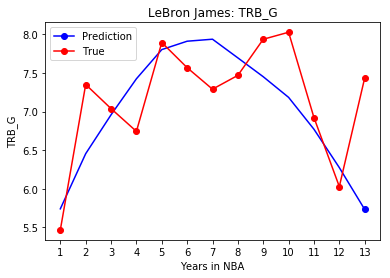 LeBron James: TRB_G
Prediction
True
8.0
7.5
7.0
6.5
6.0
5.5
TRB_G
1 2 3 4 5 6 7 8 9 10 11 12 13
Years in NBA